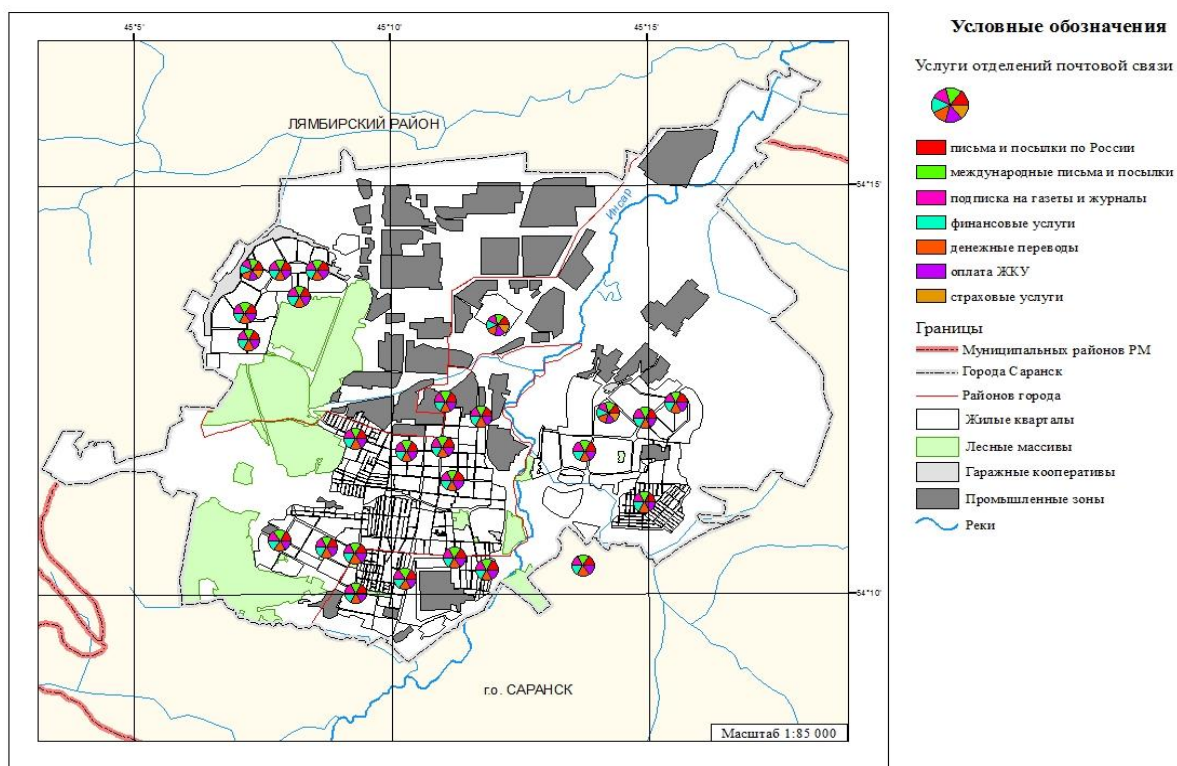 45°5'
45°10'
45°15'
ЛЯМБИРСКИЙ РАЙОН
54°15'
Инсар
54°10'
г.о. САРАНСК
Масштаб 1:85 000
Условные обозначения
Услуги отделений почтовой связи
письма и посылки по России
международные письма и посылки
подписка на газеты и журналы
финансовые услуги
денежные переводы
оплата ЖКУ
страховые услуги
Границы
Муниципальных районов РМ
Города Саранск
Районов города
Жилые кварталы
Лесные массивы
Гаражные кооперативы
Промышленные зоны
Реки